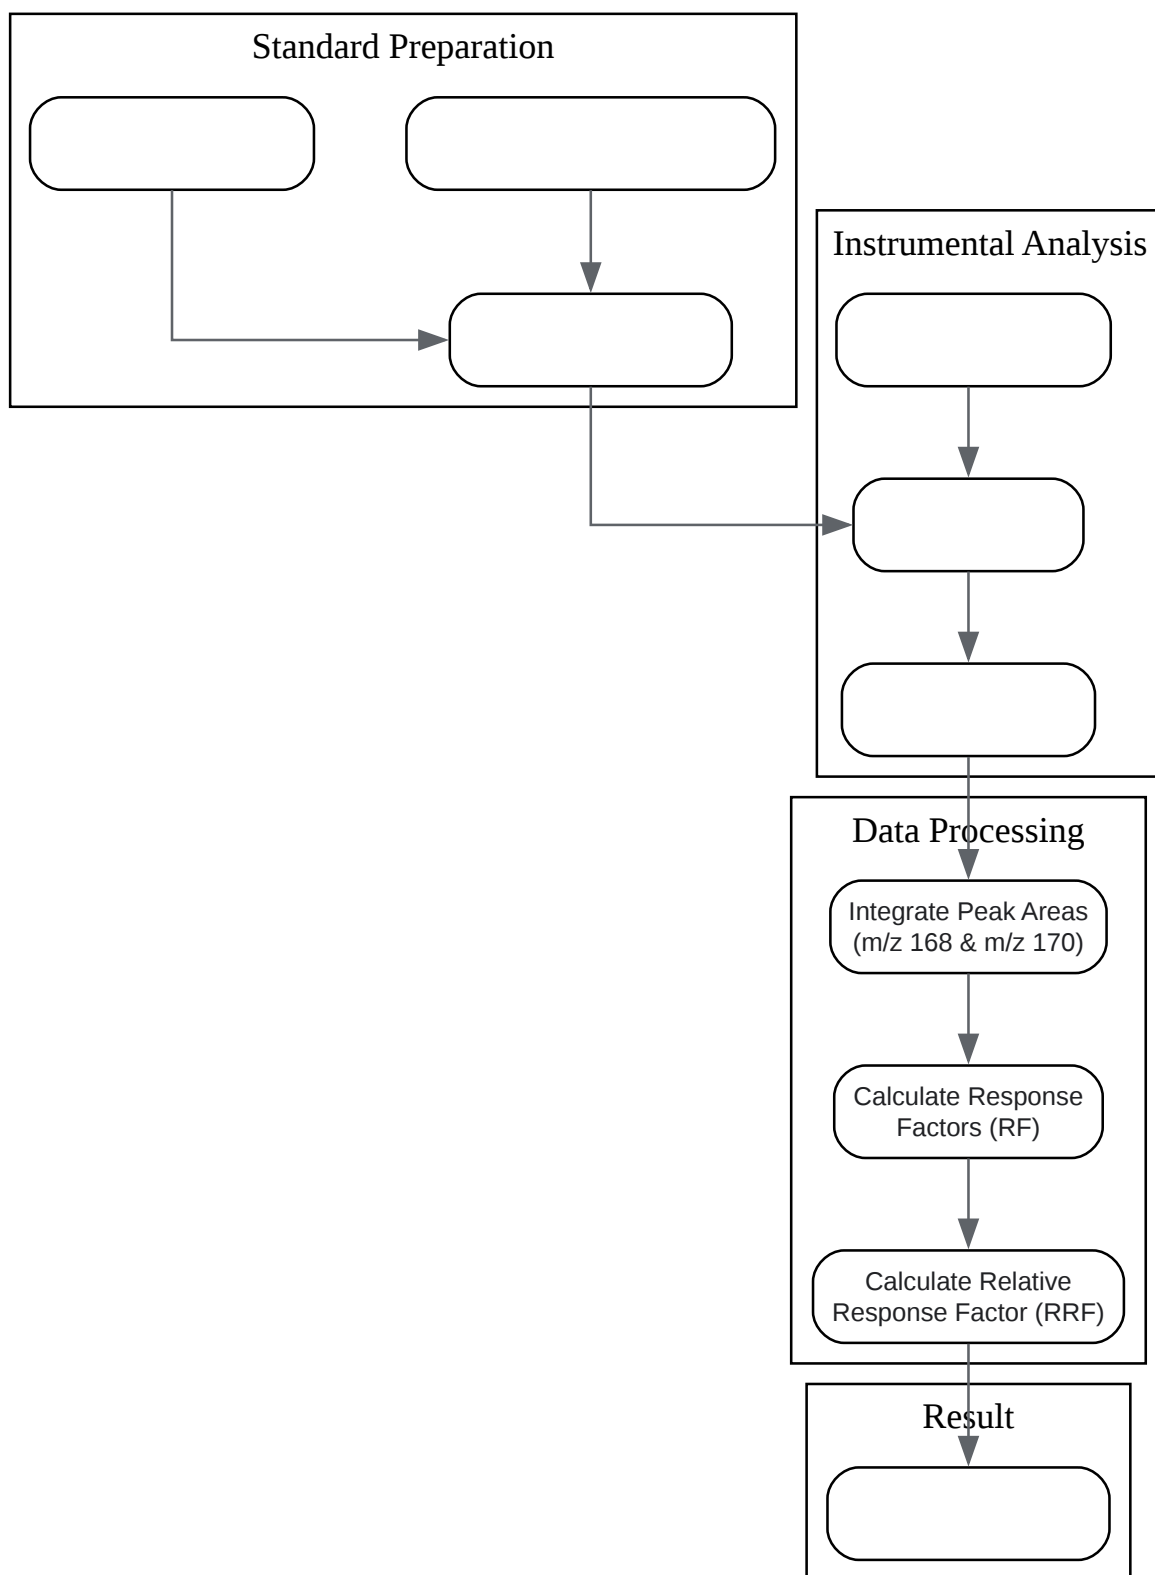 Standard Preparation
Instrumental Analysis
Data Processing
Integrate Peak Areas
(m/z 168 & m/z 170)
Calculate Response
Factors (RF)
Calculate Relative
Response Factor (RRF)
Result